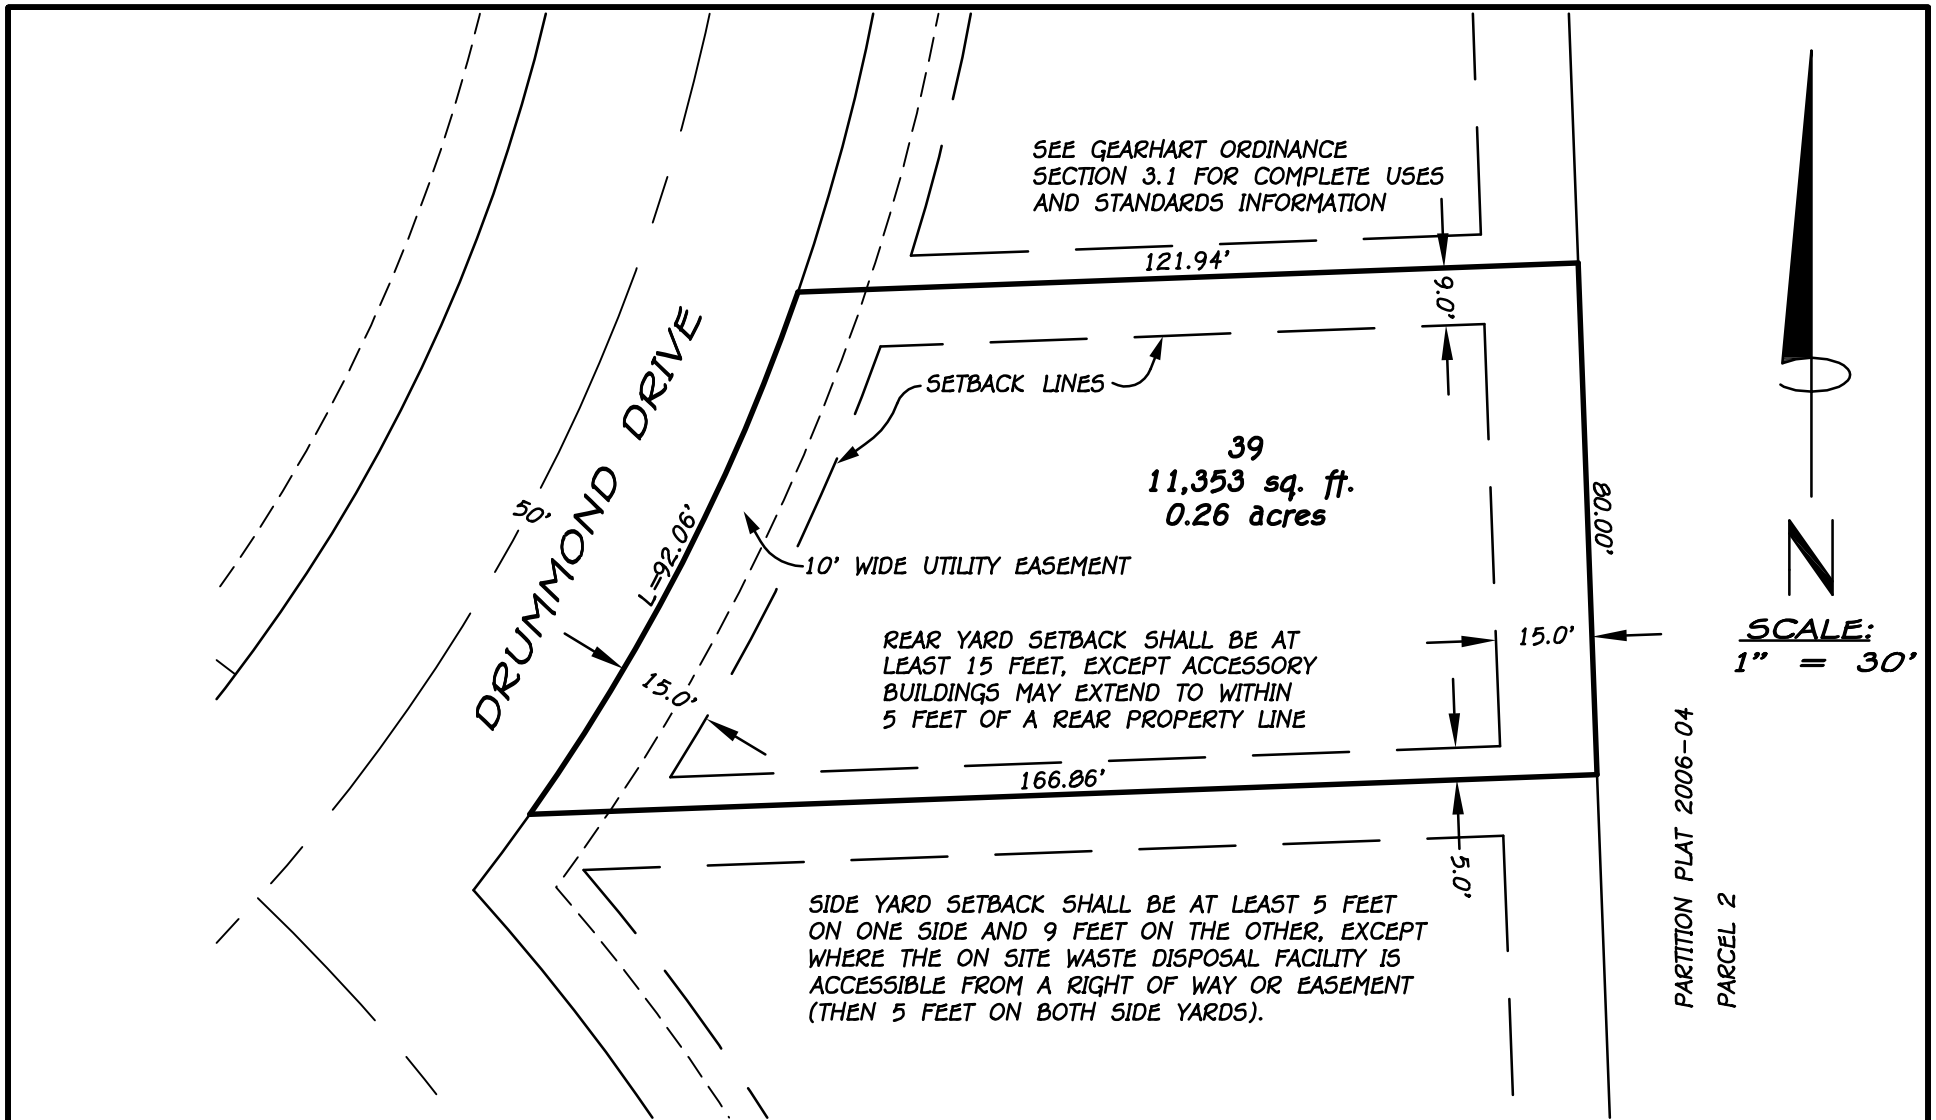 SEE GEARHART ORDINANCE
SECTION 3.1 FOR COMPLETE USES
AND STANDARDS INFORMATION
121.94'
9.0'
SETBACK LINES
DRUMMOND DRIVE
50'
L=92.06'
39
11,353 sq. ft.
0.26 acres
80.00'
10' WIDE UTILITY EASEMENT
N
SCALE:
1" = 30'
REAR YARD SETBACK SHALL BE AT
LEAST 15 FEET, EXCEPT ACCESSORY
BUILDINGS MAY EXTEND TO WITHIN
5 FEET OF A REAR PROPERTY LINE
15.0'
15.0'
166.86'
5.0'
PARTITION PLAT 2006-04
PARCEL 2
SIDE YARD SETBACK SHALL BE AT LEAST 5 FEET
ON ONE SIDE AND 9 FEET ON THE OTHER, EXCEPT
WHERE THE ON SITE WASTE DISPOSAL FACILITY IS
ACCESSIBLE FROM A RIGHT OF WAY OR EASEMENT
(THEN 5 FEET ON BOTH SIDE YARDS).